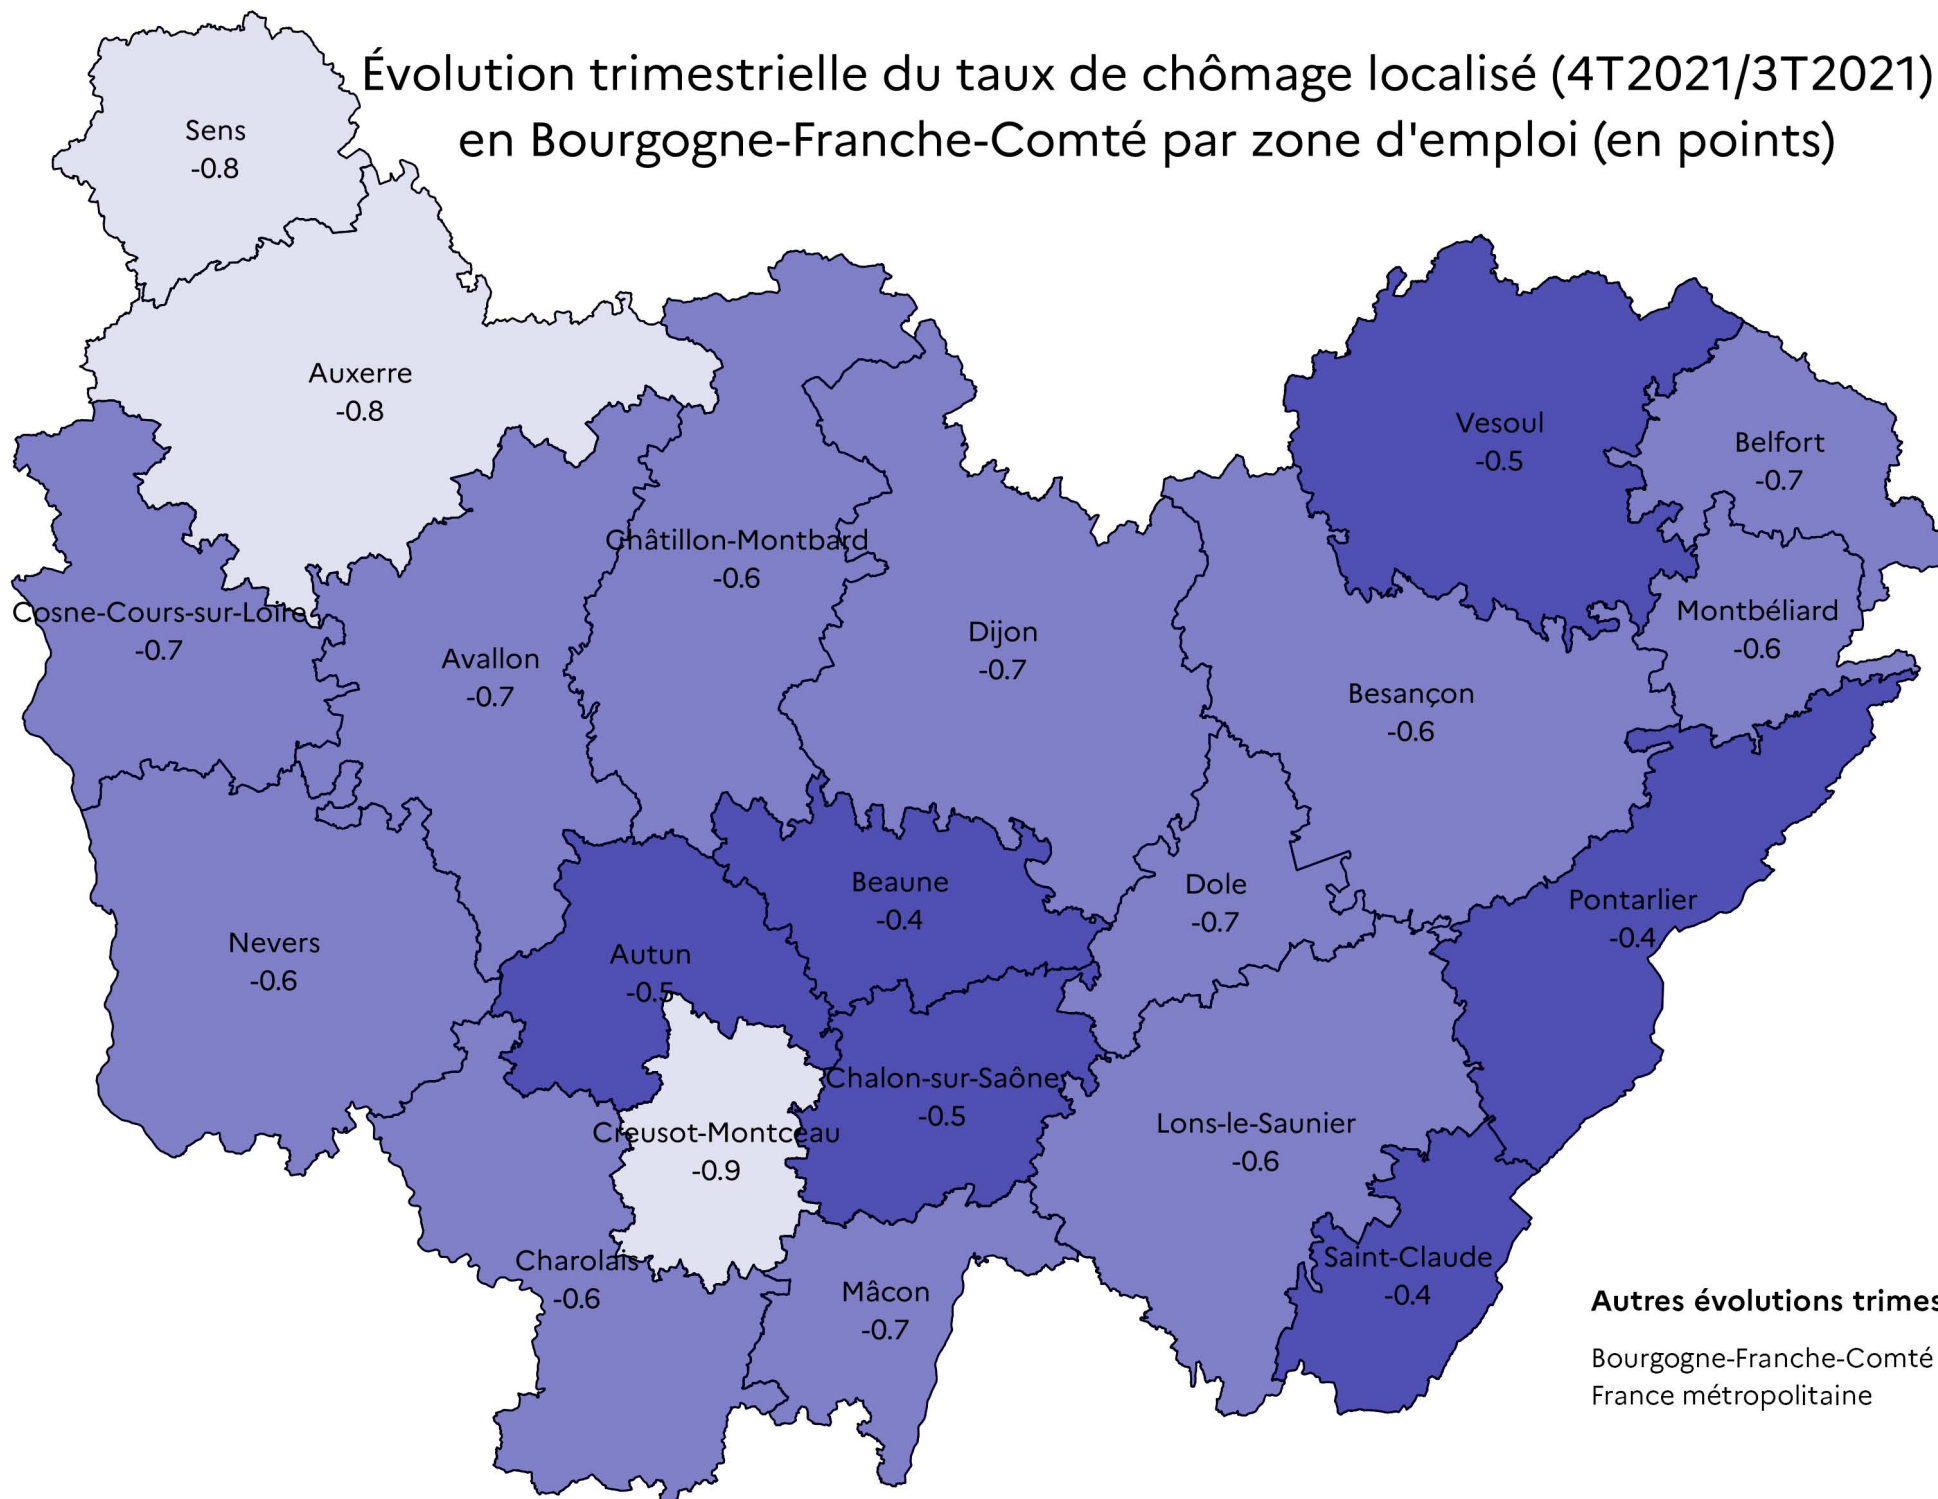 Évolution trimestrielle du taux de chômage localisé (4T2021/3T2021)
en Bourgogne-Franche-Comté par zone d'emploi (en points)
Sens
-0.8
Auxerre
-0.8
Vesoul
-0.5
Belfort
-0.7
Châtillon-Montbard
-0.6
Cosne-Cours-sur-Loire
-0.7
Avallon
-0.7
Dijon
-0.7
Montbéliard
-0.6
Besançon
-0.6
Beaune
-0.4
Dole
-0.7
Pontarlier
-0.4
Nevers
-0.6
Autun
-0.5
Chalon-sur-Saône
-0.5
Creusot-Montceau
-0.9
Lons-le-Saunier
-0.6
Charolais
-0.6
Mâcon
-0.7
Saint-Claude
-0.4
Autres évolutions trimes
Bourgogne-Franche-Comté
France métropolitaine